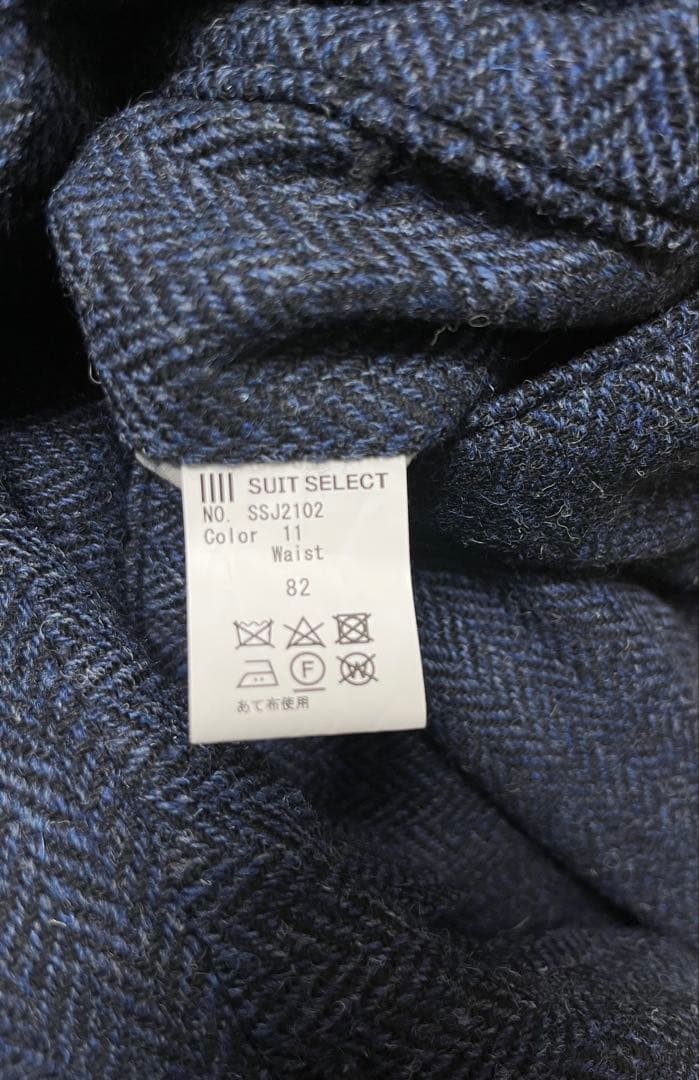 SUIT SELECT
NO. SSJ2102
Color 11
Waist
82
F
W
あて布使用